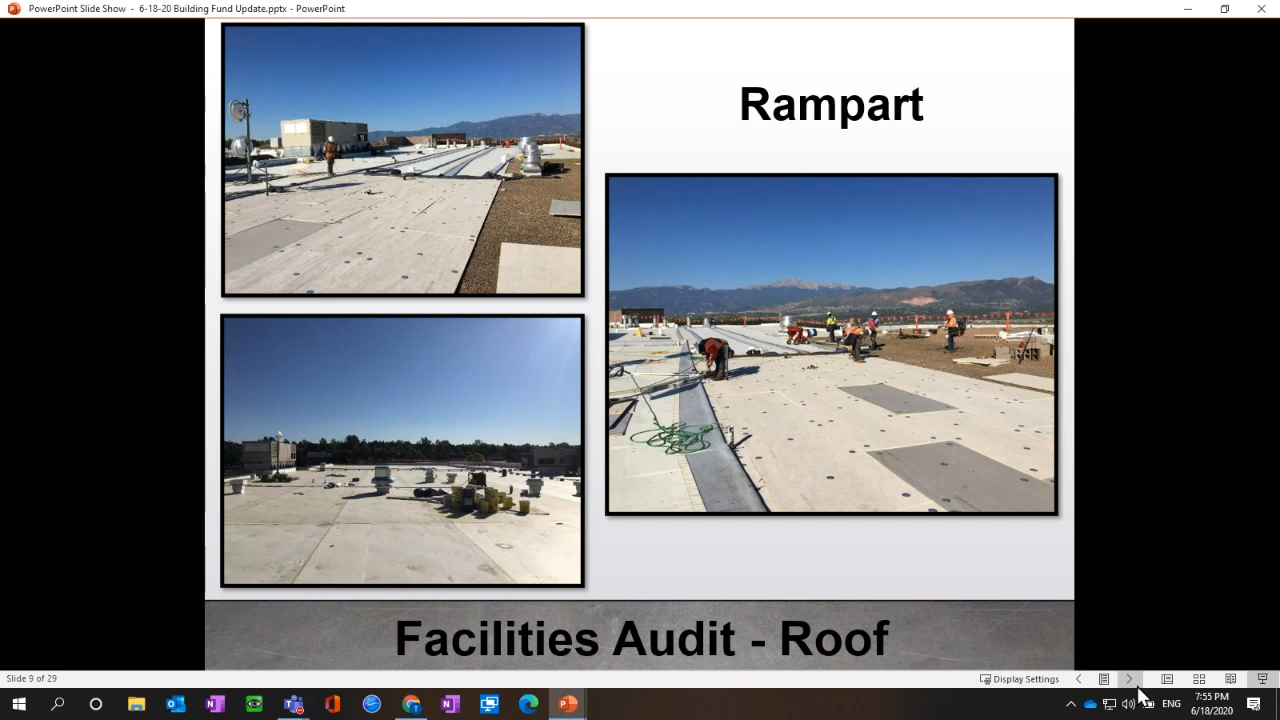 PowerPoint Slide Show - 6-18-20 Building Fund Update.pptx - PowerPoint
Rampart
Facilities Audit - Roof
Slide 9 of 29
Display Settings
ENG
7:55 PM
6/18/2020